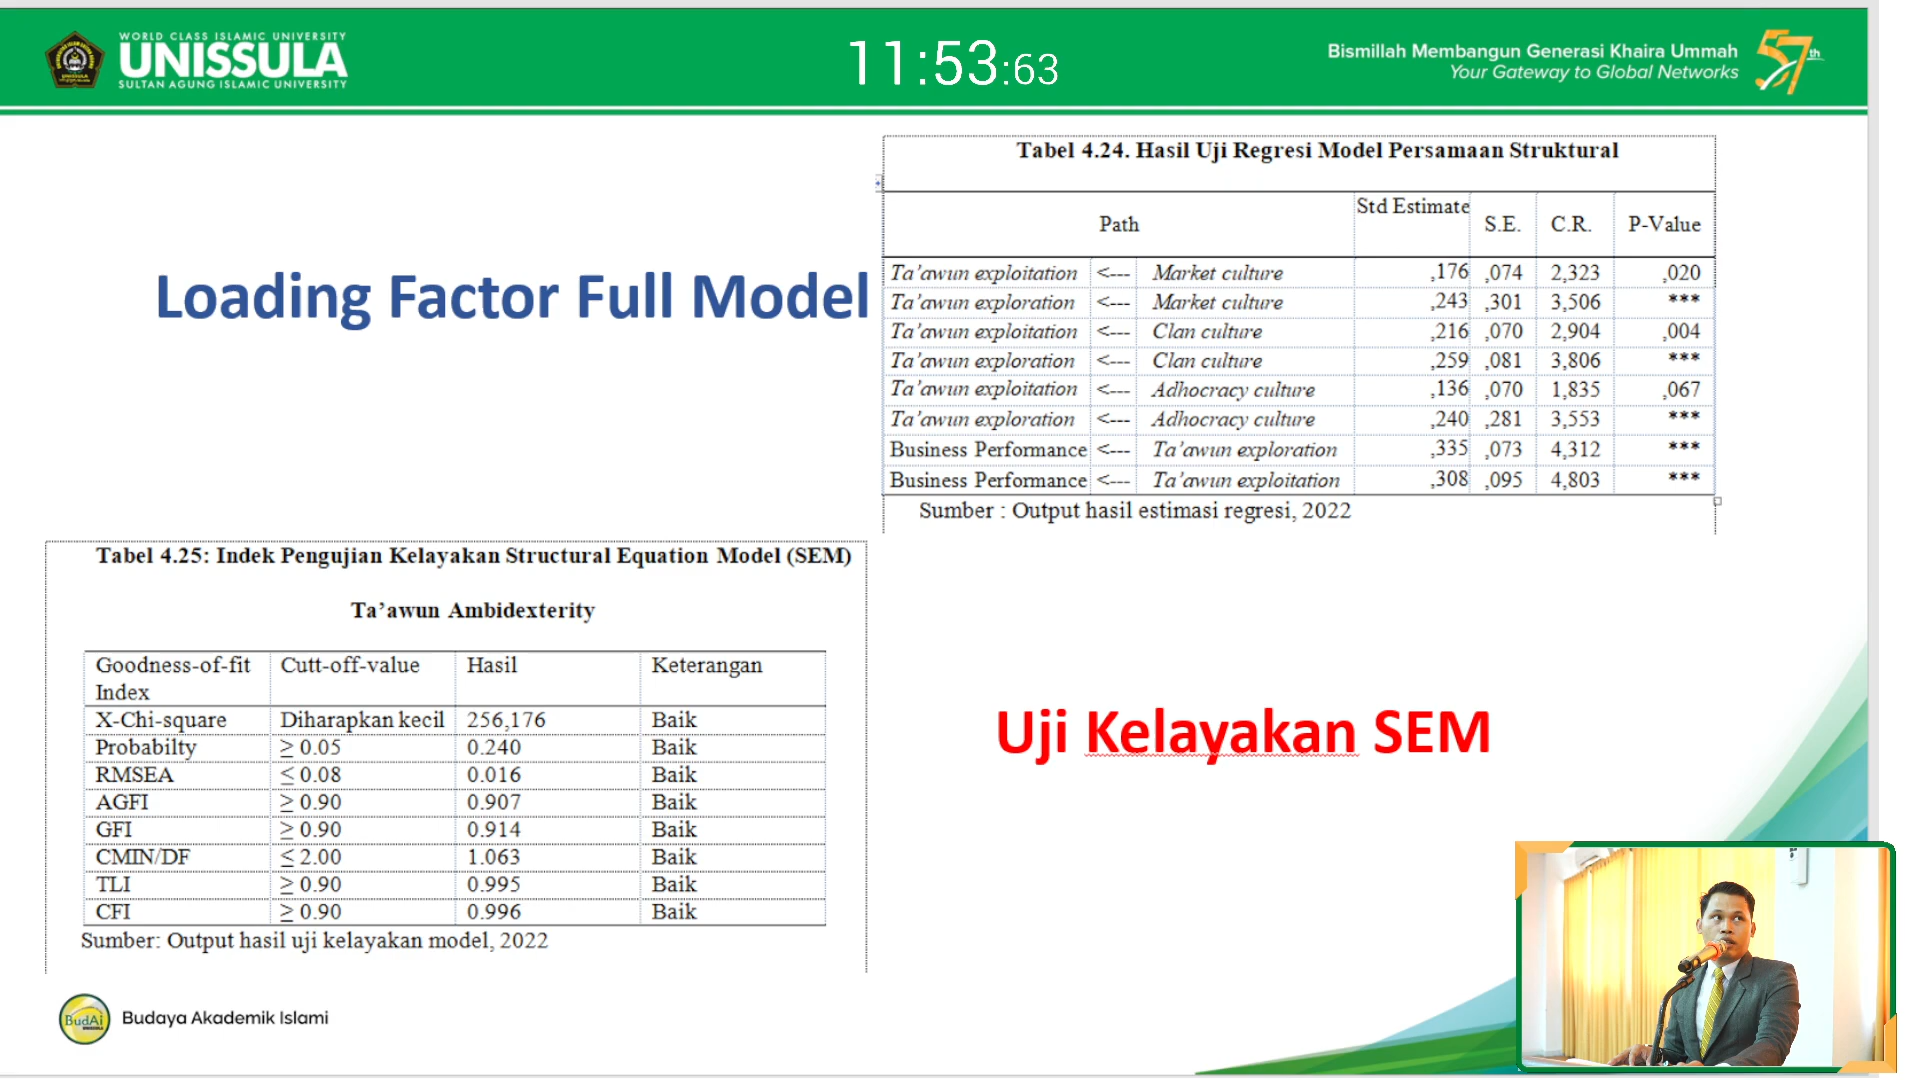 WORLD CLASS ISLAMIC UNIVERSITY
UNISSULA
SULTAN AGUNG ISLAMIC UNIVERSITY
11:53:63
Bismillah Membangun Generasi Khaira Ummah
Your Gateway to Global Networks
57th
Tabel 4.24. Hasil Uji Regresi Model Persamaan Struktural
Path Std Estimate S.E. C.R. P-Value
Ta'awun exploitation <--- Market culture ,176 ,074 2,323 ,020
Ta'awun exploration <--- Market culture ,243 ,301 3,506 ***
Ta'awun exploitation <--- Clan culture ,216 ,070 2,904 ,004
Ta'awun exploration <--- Clan culture ,259 ,081 3,806 ***
Ta'awun exploitation <--- Adhocracy culture ,136 ,070 1,835 ,067
Ta'awun exploration <--- Adhocracy culture ,240 ,281 3,553 ***
Business Performance <--- Ta'awun exploration ,335 ,073 4,312 ***
Business Performance <--- Ta'awun exploitation ,308 ,095 4,803 ***
Sumber : Output hasil estimasi regresi, 2022
Loading Factor Full Model
Tabel 4.25: Indek Pengujian Kelayakan Structural Equation Model (SEM)
Ta'awun Ambidexterity
Goodness-of-fit Cutt-off-value Hasil Keterangan
Index
X-Chi-square Diharapkan kecil 256,176 Baik
Probabilty ≥ 0.05 0.240 Baik
RMSEA ≤ 0.08 0.016 Baik
AGFI ≥ 0.90 0.907 Baik
GFI ≥ 0.90 0.914 Baik
CMIN/DF ≤ 2.00 1.063 Baik
TLI ≥ 0.90 0.995 Baik
CFI ≥ 0.90 0.996 Baik
Sumber: Output hasil uji kelayakan model, 2022
Uji Kelayakan SEM
BudAi
UNISSULA
Budaya Akademik Islami